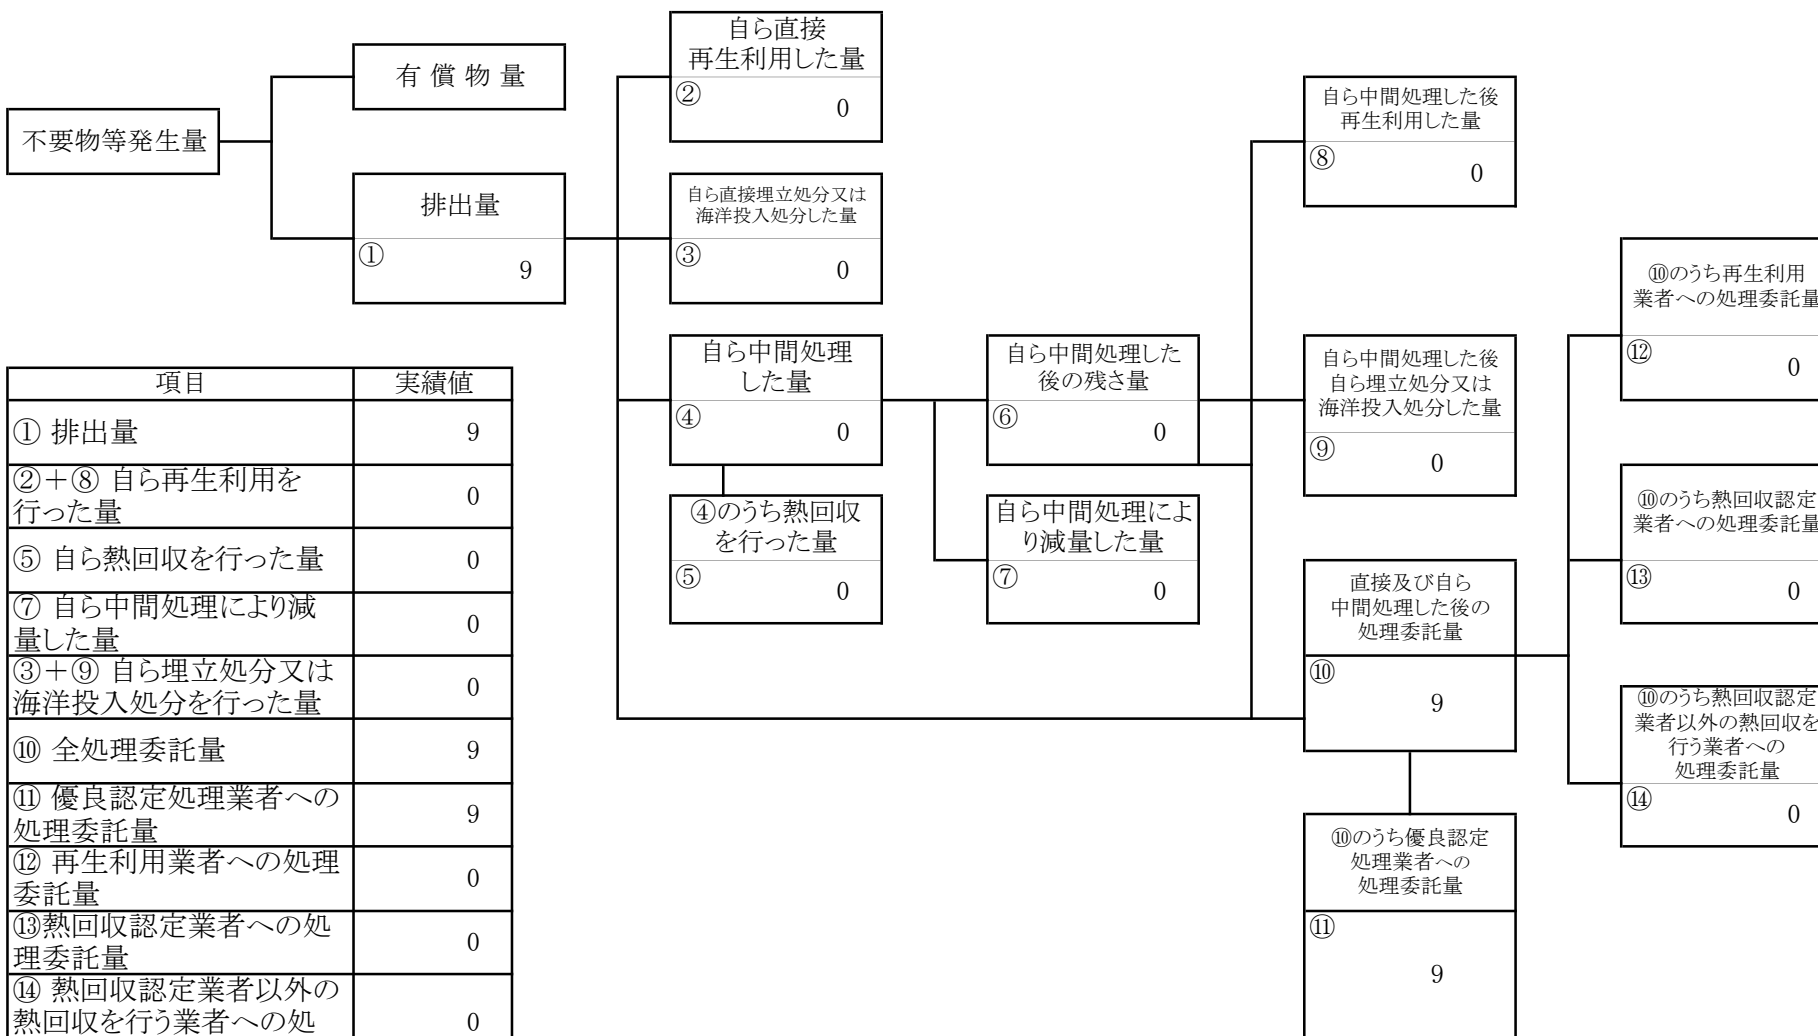 不要物等発生量
有 償 物 量
排出量
①
9
自ら直接
再生利用した量
②
0
自ら直接埋立処分又は
海洋投入処分した量
③
0
自ら中間処理
した量
④
0
④のうち熱回収
を行った量
⑤
0
自ら中間処理した
後の残さ量
⑥
0
自ら中間処理によ
り減量した量
⑦
0
自ら中間処理した後
再生利用した量
⑧
0
自ら中間処理した後
自ら埋立処分又は
海洋投入処分した量
⑨
0
直接及び自ら
中間処理した後の
処理委託量
⑩
9
⑩のうち優良認定
処理業者への
処理委託量
⑪
9
⑩のうち再生利用
業者への処理委託量
⑫
0
⑩のうち熱回収認定
業者への処理委託量
⑬
0
⑩のうち熱回収認定
業者以外の熱回収を
行う業者への
処理委託量
⑭
0
項目 実績値
① 排出量 9
②＋⑧ 自ら再生利用を
行った量 0
⑤ 自ら熱回収を行った量 0
⑦ 自ら中間処理により減
量した量 0
③＋⑨ 自ら埋立処分又は
海洋投入処分を行った量 0
⑩ 全処理委託量 9
⑪ 優良認定処理業者への
処理委託量 9
⑫ 再生利用業者への処理
委託量 0
⑬熱回収認定業者への処
理委託量 0
⑭ 熱回収認定業者以外の
熱回収を行う業者への処 0